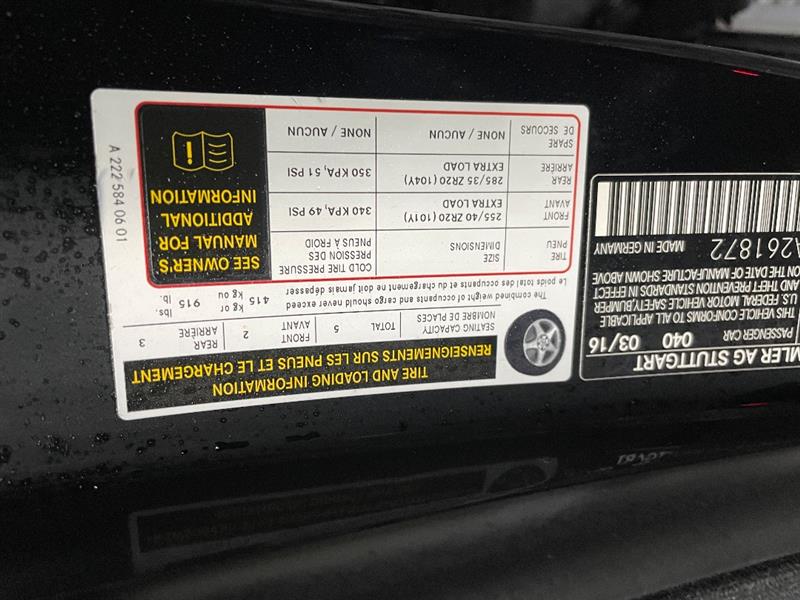 TIRE AND LOADING INFORMATION
RENSEIGNEMENTS SUR LES PNEUS ET LE CHARGEMENT
SEATING CAPACITY
NOMBRE DE PLACES
TOTAL 5
FRONT
AVANT 2
REAR
ARRIÈRE 3
The combined weight of occupants and cargo should never exceed
Le poids total des occupants et du chargement ne doit jamais dépasser
415 kg or kg ou 915 lbs. lb.
TIRE
PNEU
SIZE
DIMENSIONS
COLD TIRE PRESSURE
PRESSION DES
PNEUS À FROID
FRONT
AVANT
255/40 ZR20 (101Y)
EXTRA LOAD
340 KPA, 49 PSI
REAR
ARRIÈRE
285/35 ZR20 (104Y)
EXTRA LOAD
350 KPA, 51 PSI
SPARE
DE SECOURS
NONE / AUCUN
NONE / AUCUN
SEE OWNER'S
MANUAL FOR
ADDITIONAL
INFORMATION
A 222 584 06 01
MLER AG STUTTGART
040 03/16
PASSENGER CAR
THIS VEHICLE CONFORMS TO ALL APPLICABLE
U.S. FEDERAL MOTOR VEHICLE SAFETY, BUMPER,
AND THEFT PREVENTION STANDARDS IN EFFECT
ON THE DATE OF MANUFACTURE SHOWN ABOVE
A261872 MADE IN GERMANY